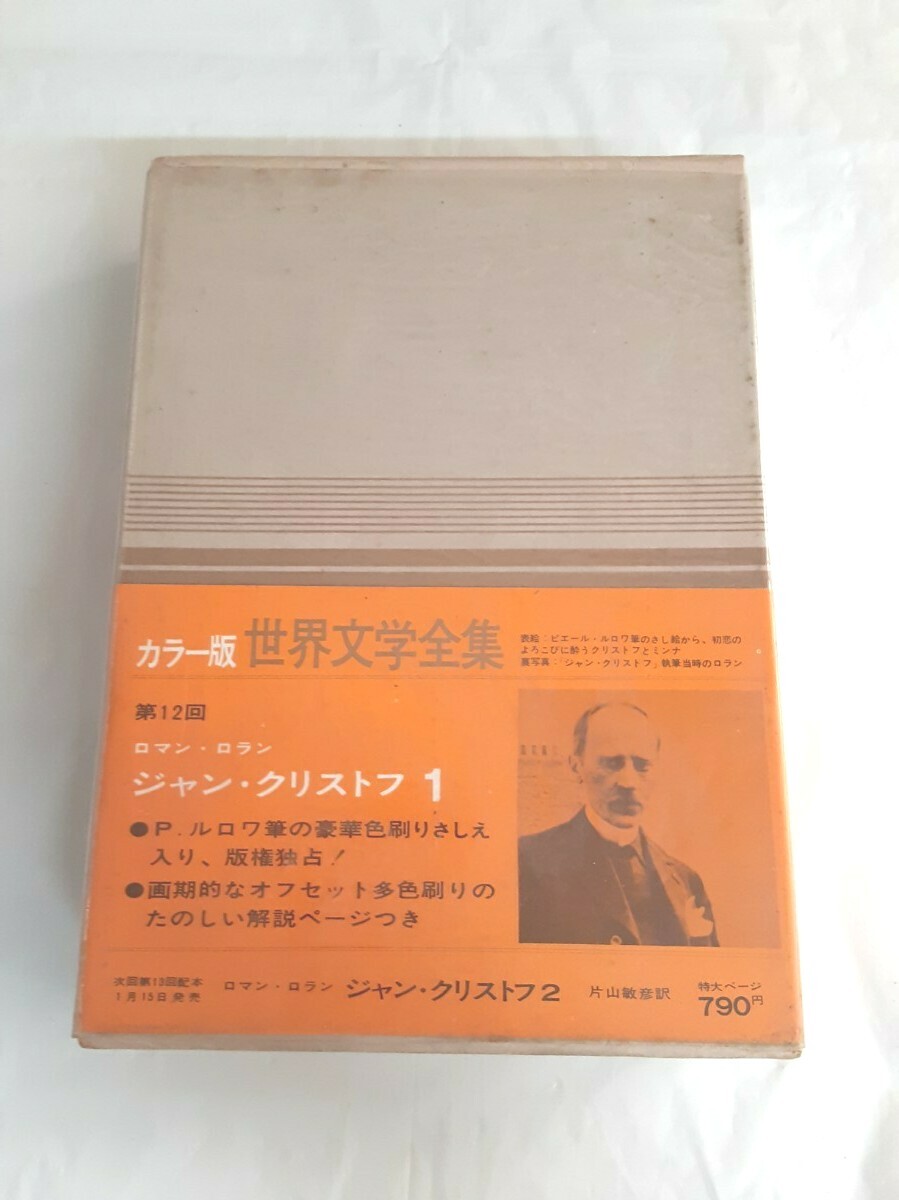 カラー版 世界文学全集
表絵:ピエール・ルロワ筆のさし絵から、初恋の
よろこびに酔うクリストフとミンナ
裏写真:「ジャン・クリストフ」執筆当時のロラン
第12回
ロマン・ロラン
ジャン・クリストフ 1
●P.ルロワ筆の豪華色刷りさしえ
入り、版権独占!
●画期的なオフセット多色刷りの
たのしい解説ページつき
次回第13回配本
1月15日発売
ロマン・ロラン ジャン・クリストフ2 片山敏彦訳
特大ページ
790円